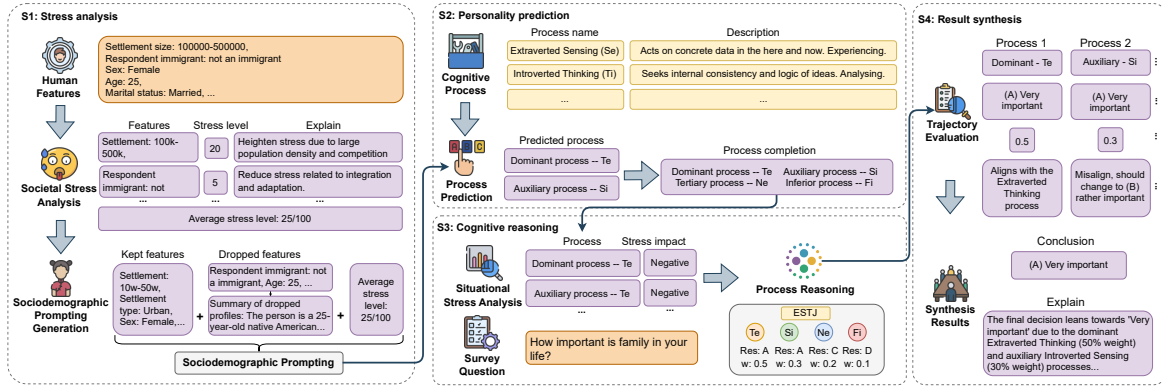 S1: Stress analysis
Human
Features
Settlement size: 100000-500000,
Respondent immigrant: not an immigrant
Sex: Female
Age: 25,
Marital status: Married, ...
Features Stress level Explain
Societal Stress
Analysis
Settlement: 100k-
500k,
20
Heighten stress due to large
population density and competition
Respondent
immigrant: not
5
Reduce stress related to integration
and adaptation.
... ... ...
Average stress level: 25/100
Kept features Dropped features
Sociodemographic
Prompting
Generation
Settlement:
10w-50w,
Settlement
type: Urban,
Sex: Female,...
+
Respondent immigrant: not
a immigrant, Age: 25, ...
Summary of dropped
profiles: The person is a 25-
year-old native American...
+
Average
stress
level:
25/100
Sociodemographic Prompting
S2: Personality prediction
Process name Description
Cognitive
Process
Extraverted Sensing (Se) Acts on concrete data in the here and now. Experiencing.
Introverted Thinking (Ti) Seeks internal consistency and logic of ideas. Analysing.
... ...
A B C
Process
Prediction
Predicted process
Dominant process -- Te
Auxiliary process -- Si
Process completion
Dominant process -- Te Auxiliary process -- Si
Tertiary process -- Ne Inferior process -- Fi
S3: Cognitive reasoning
Process Stress impact
Situational
Stress Analysis
Dominant process -- Te Negative
Auxiliary process -- Te Negative
... ...
Process Reasoning
Survey
Question
How important is family in your
life?
ESTJ
Te Si Ne Fi
Res: A Res: A Res: C Res: D
w: 0.5 w: 0.3 w: 0.2 w: 0.1
S4: Result synthesis
Process 1 Process 2
Dominant - Te Auxiliary - Si
Trajectory
Evaluation
(A) Very
important
(A) Very
important
0.5 0.3
Aligns with the
Extraverted
Thinking
process
Misalign, should
change to (B)
rather important
Conclusion
(A) Very important
Synthesis
Results
Explain
The final decision leans towards 'Very
important' due to the dominant
Extraverted Thinking (50% weight)
and auxiliary Introverted Sensing
(30% weight) processes...